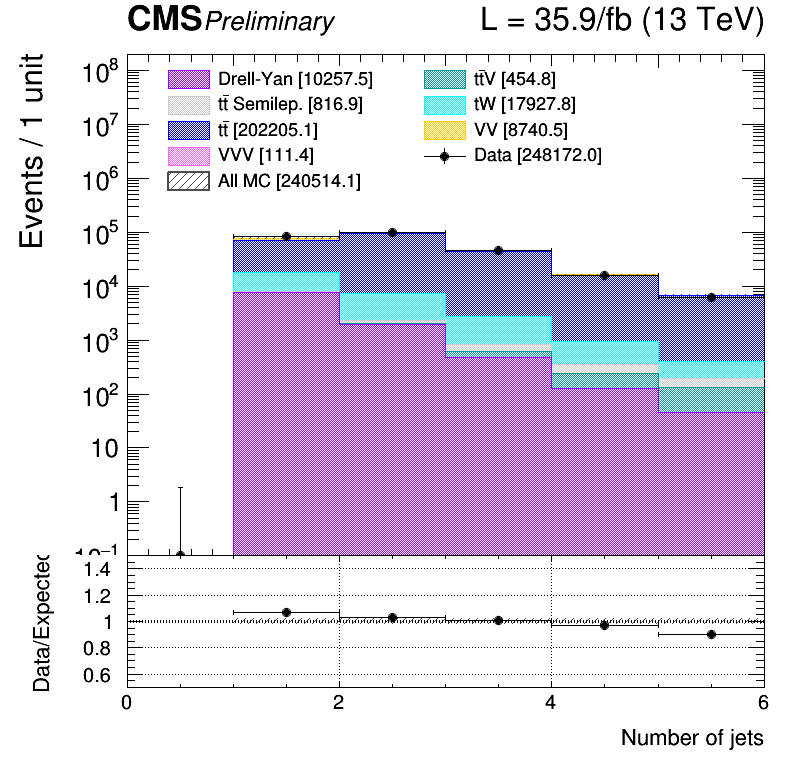 CMS Preliminary L = 35.9/fb (13 TeV)
Events / 1 unit
10⁸
10⁷
10⁶
10⁵
10⁴
10³
10²
10
1
10⁻¹
Drell-Yan [10257.5]
tt̄ Semilep. [816.9]
tt̄ [202205.1]
VVV [111.4]
All MC [240514.1]
tt̄V [454.8]
tW [17927.8]
VV [8740.5]
Data [248172.0]
Data/Expected
1.4
1.2
1
0.8
0.6
0 2 4 6
Number of jets